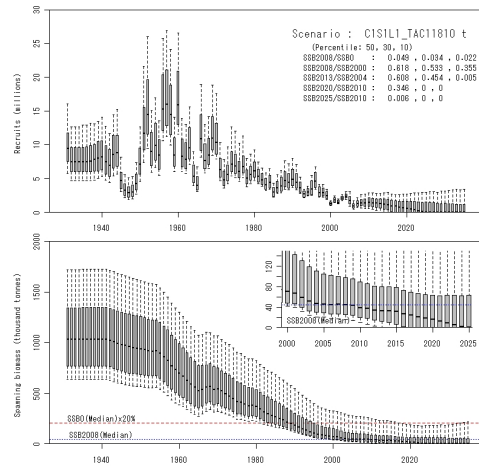 Scenario : C1S1L1_TAC11810 t
(Percentile: 50, 30, 10)
SSB2008/SSB0 : 0.049 , 0.034 , 0.022
SSB2008/SSB2000 : 0.618 , 0.533 , 0.355
SSB2013/SSB2004 : 0.608 , 0.454 , 0.005
SSB2020/SSB2010 : 0.346 , 0 , 0
SSB2025/SSB2010 : 0.006 , 0 , 0
Recruits (millions)
30
25
20
15
10
5
0
1940 1960 1980 2000 2020
Spawning biomass (thousand tonnes)
2000
1500
1000
500
0
SSB0(Median)x20%
SSB2008(Median)
1940 1960 1980 2000 2020
120
80
40
0
SSB2008(Median)
2000 2005 2010 2015 2020 2025